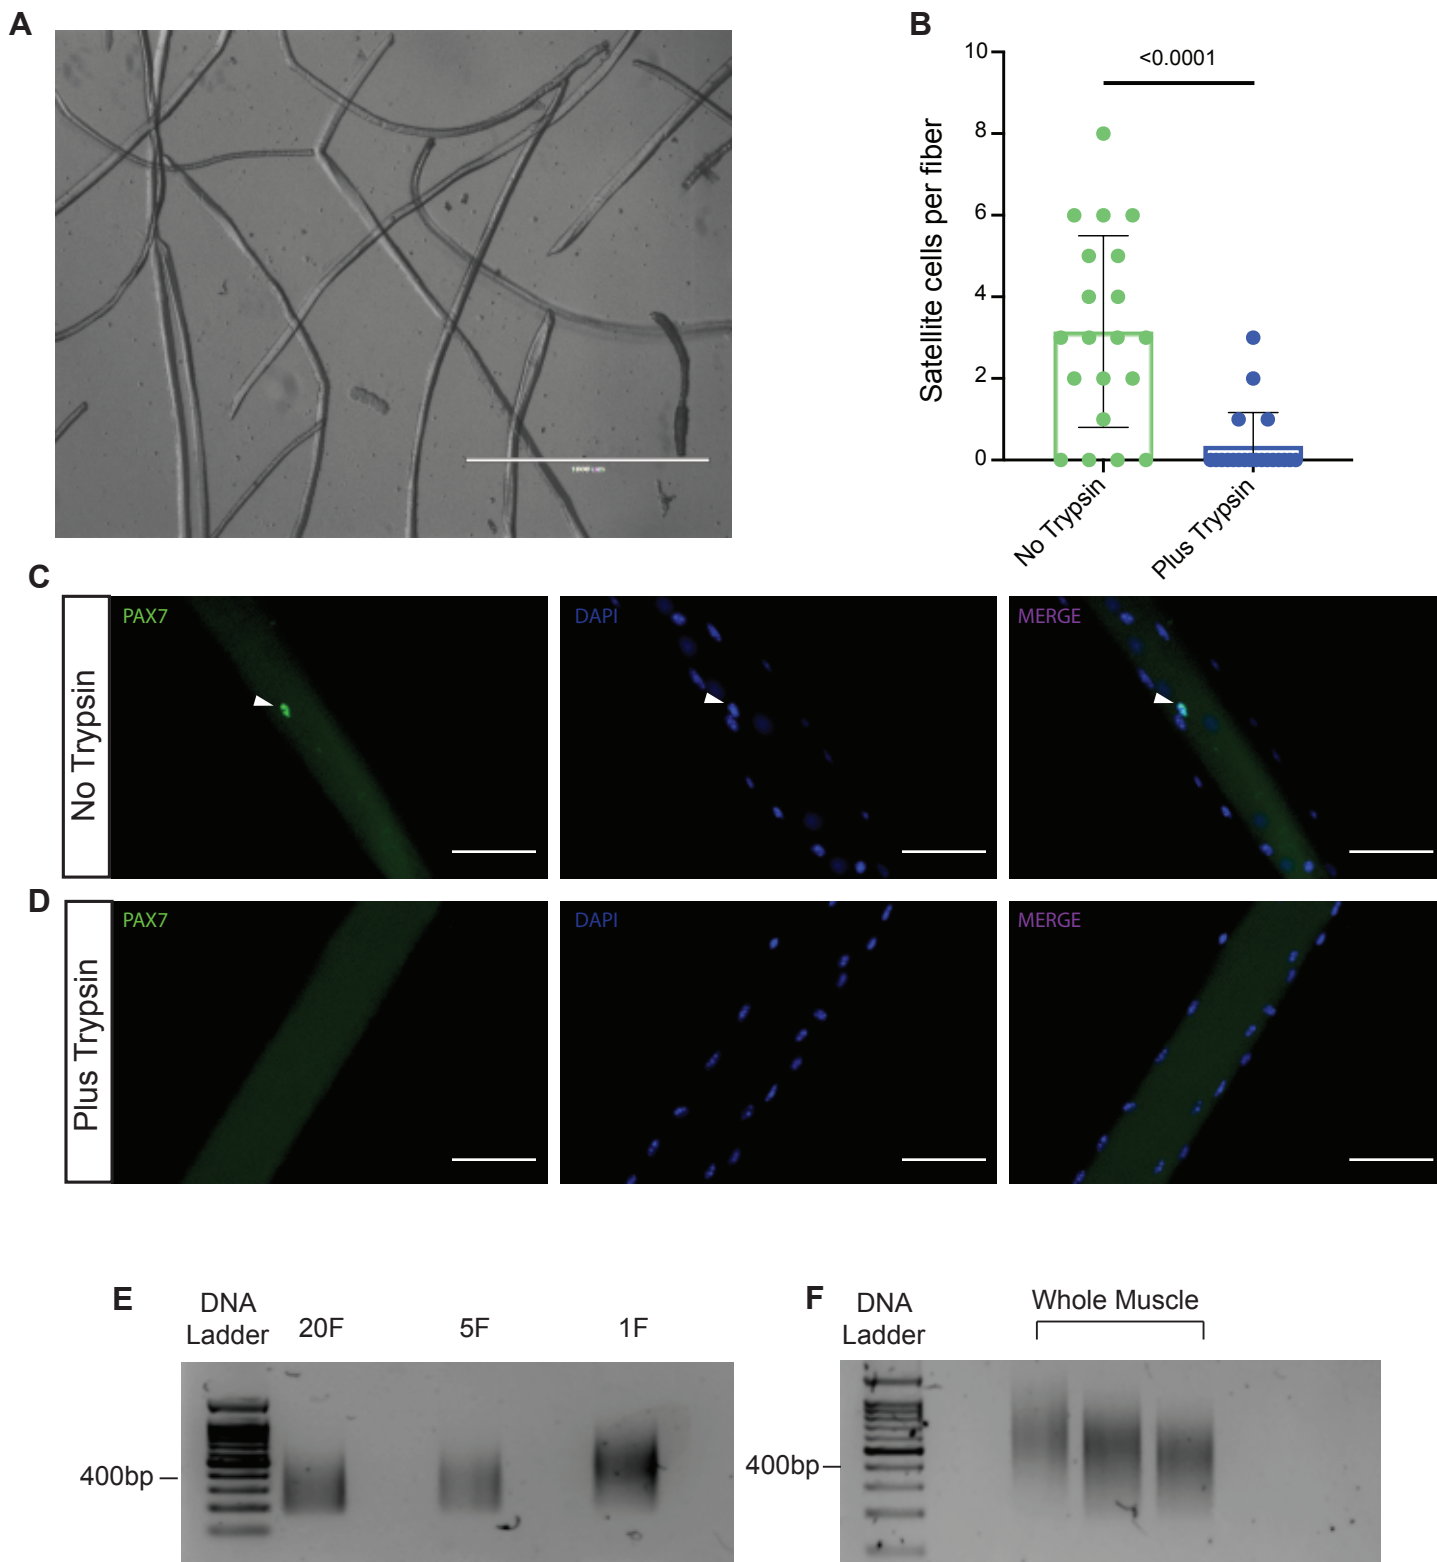 A
B
10
8
6
4
2
0
Satellite cells per fiber
<0.0001
No Trypsin
Plus Trypsin
C
No Trypsin
PAX7
DAPI
MERGE
D
Plus Trypsin
PAX7
DAPI
MERGE
E
DNA
Ladder
20F
5F
1F
400bp
F
DNA
Ladder
Whole Muscle
400bp